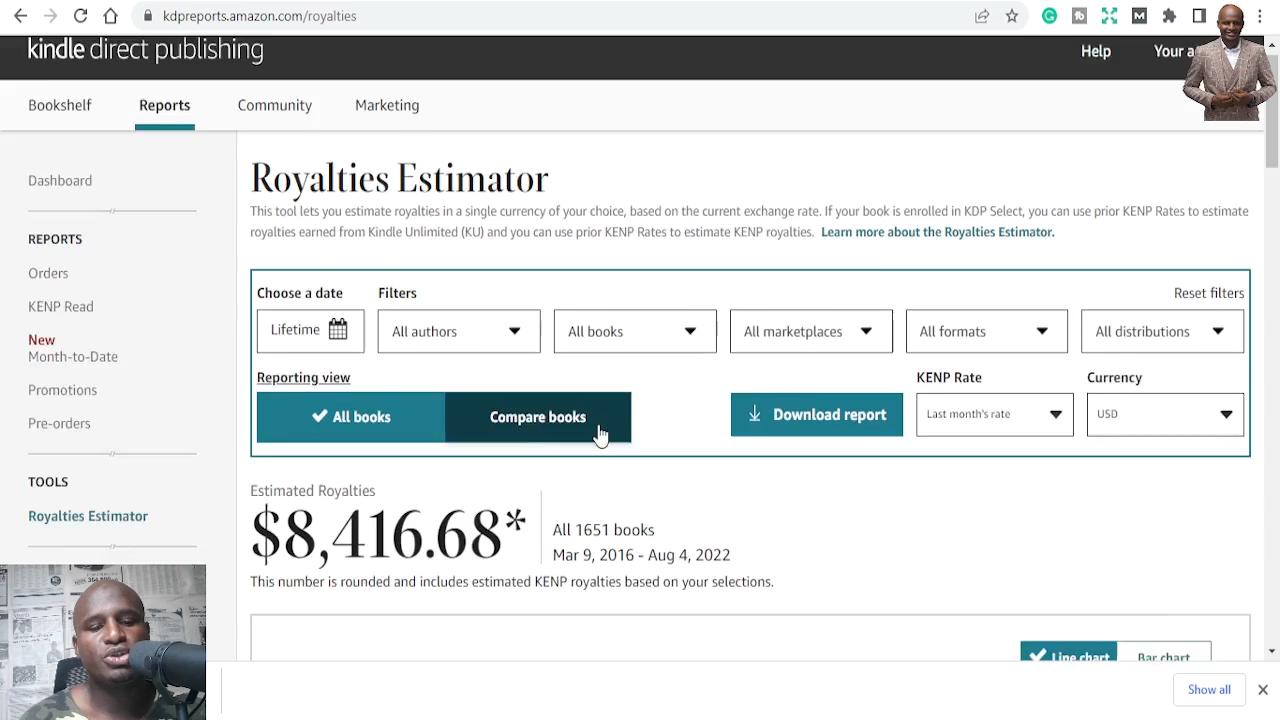 kdpreports.amazon.com/royalties
kindle direct publishing
Help
Your a
Bookshelf
Reports
Community
Marketing
Dashboard
REPORTS
Orders
KENP Read
New
Month-to-Date
Promotions
Pre-orders
TOOLS
Royalties Estimator
Royalties Estimator
This tool lets you estimate royalties in a single currency of your choice, based on the current exchange rate. If your book is enrolled in KDP Select, you can use prior KENP Rates to estimate
royalties earned from Kindle Unlimited (KU) and you can use prior KENP Rates to estimate KENP royalties. Learn more about the Royalties Estimator.
Choose a date
Filters
Reset filters
Lifetime
All authors
All books
All marketplaces
All formats
All distributions
Reporting view
KENP Rate
Currency
All books
Compare books
Download report
Last month's rate
USD
Estimated Royalties
$8,416.68*
All 1651 books
Mar 9, 2016 - Aug 4, 2022
This number is rounded and includes estimated KENP royalties based on your selections.
Line chart
Bar chart
Show all